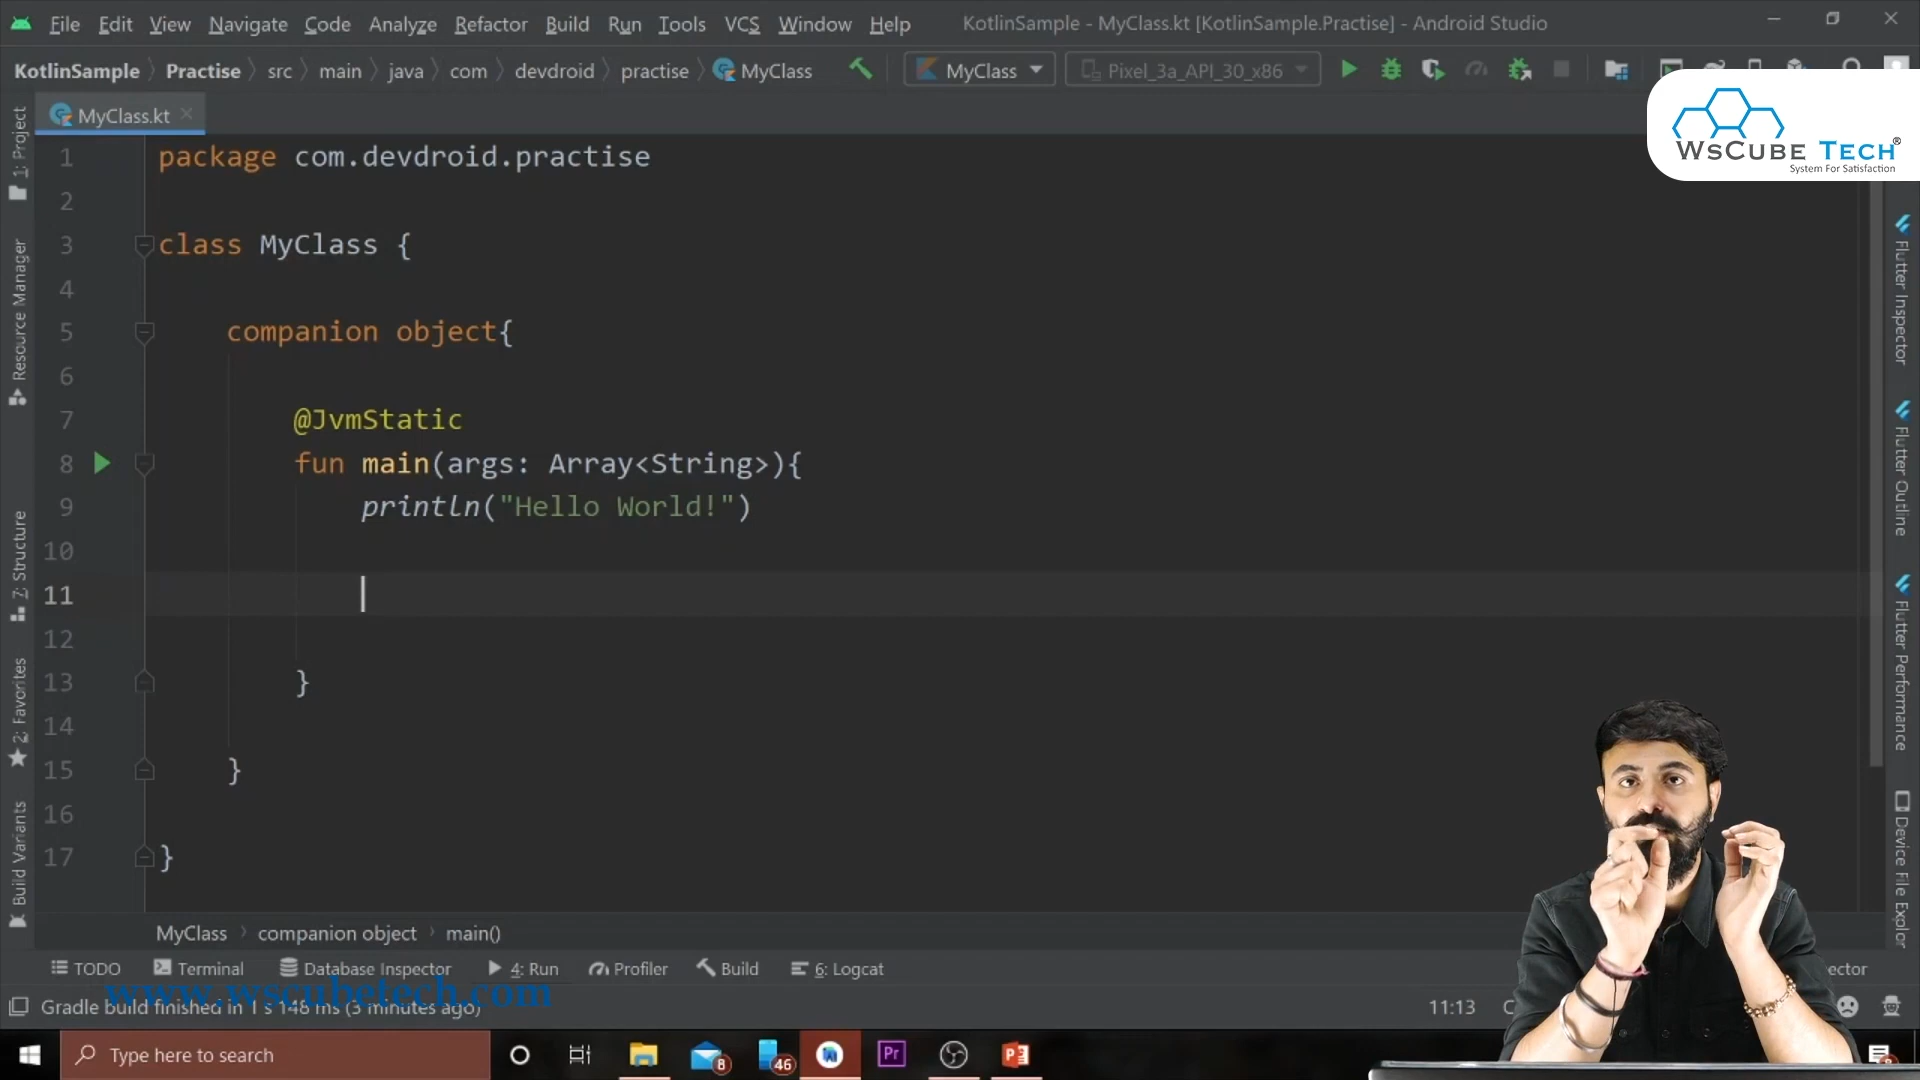 File Edit View Navigate Code Analyze Refactor Build Run Tools VCS Window Help KotlinSample - MyClass.kt [KotlinSample.Practise] - Android Studio
KotlinSample Practise src main java com devdroid practise MyClass MyClass Pixel_3a_API_30_x86
MyClass.kt
WsCube Tech®
System For Satisfaction
1 package com.devdroid.practise
2
3 class MyClass {
4
5 companion object{
6
7 @JvmStatic
8 fun main(args: Array<String>){
9 println("Hello World!")
10
11
12
13 }
14
15 }
16
17 }
1: Project
Resource Manager
7: Structure
2: Favorites
Build Variants
Flutter Inspector
Flutter Outline
Flutter Performance
Device File Explor
MyClass companion object main()
TODO Terminal Database Inspector 4: Run Profiler Build 6: Logcat ector
www.wscubetech.com
Gradle build finished in 1 s 148 ms (3 minutes ago) 11:13
Type here to search 8 46 Pr